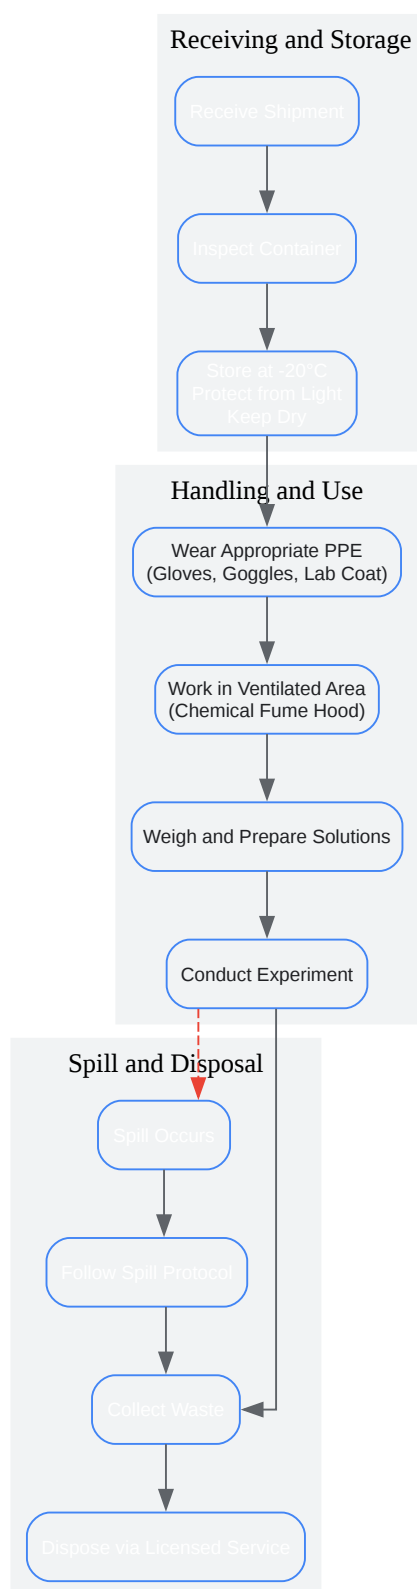 Receiving and Storage
Receive Shipment
Inspect Container
Store at -20°C
Protect from Light
Keep Dry
Handling and Use
Wear Appropriate PPE
(Gloves, Goggles, Lab Coat)
Work in Ventilated Area
(Chemical Fume Hood)
Weigh and Prepare Solutions
Conduct Experiment
Spill and Disposal
Spill Occurs
Follow Spill Protocol
Collect Waste
Dispose via Licensed Service